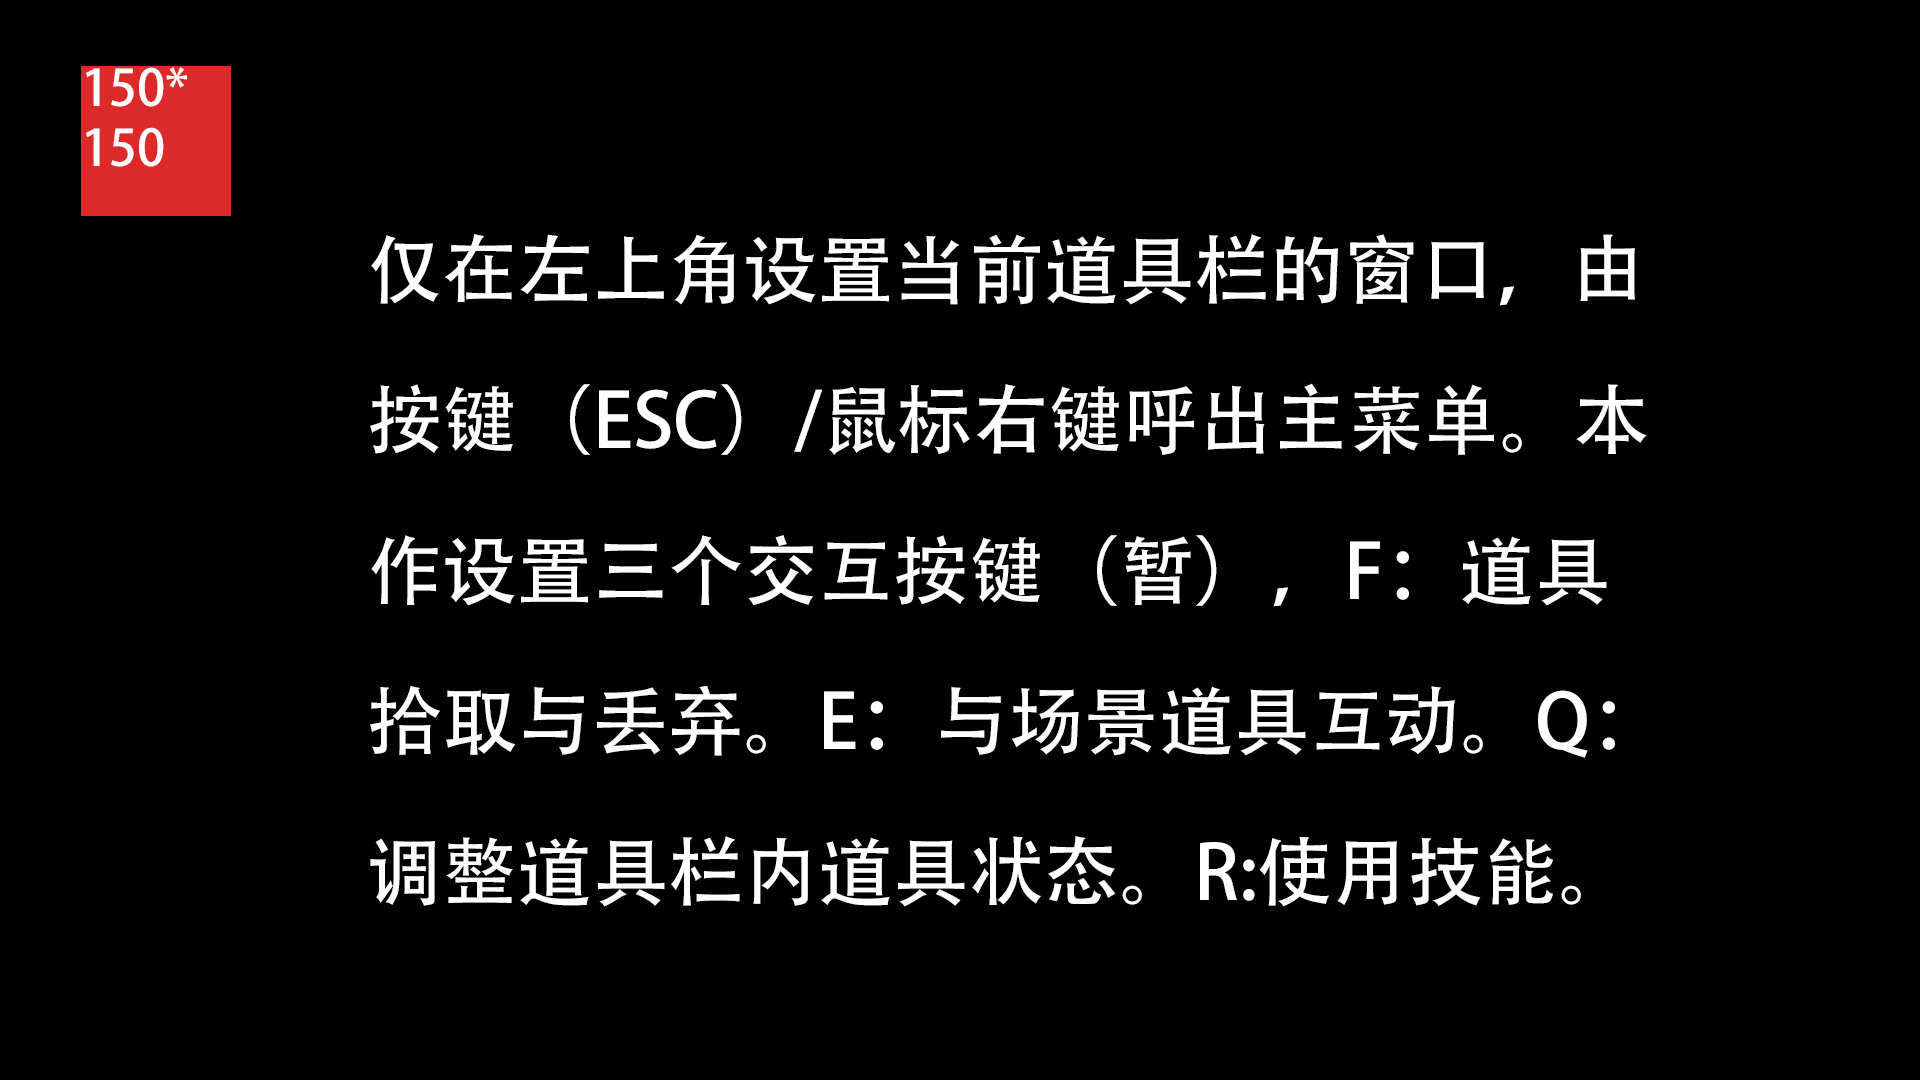 150*
150
仅在左上角设置当前道具栏的窗口，由
按键（ESC）/鼠标右键呼出主菜单。本
作设置三个交互按键（暂），F：道具
拾取与丢弃。E：与场景道具互动。Q：
调整道具栏内道具状态。R:使用技能。